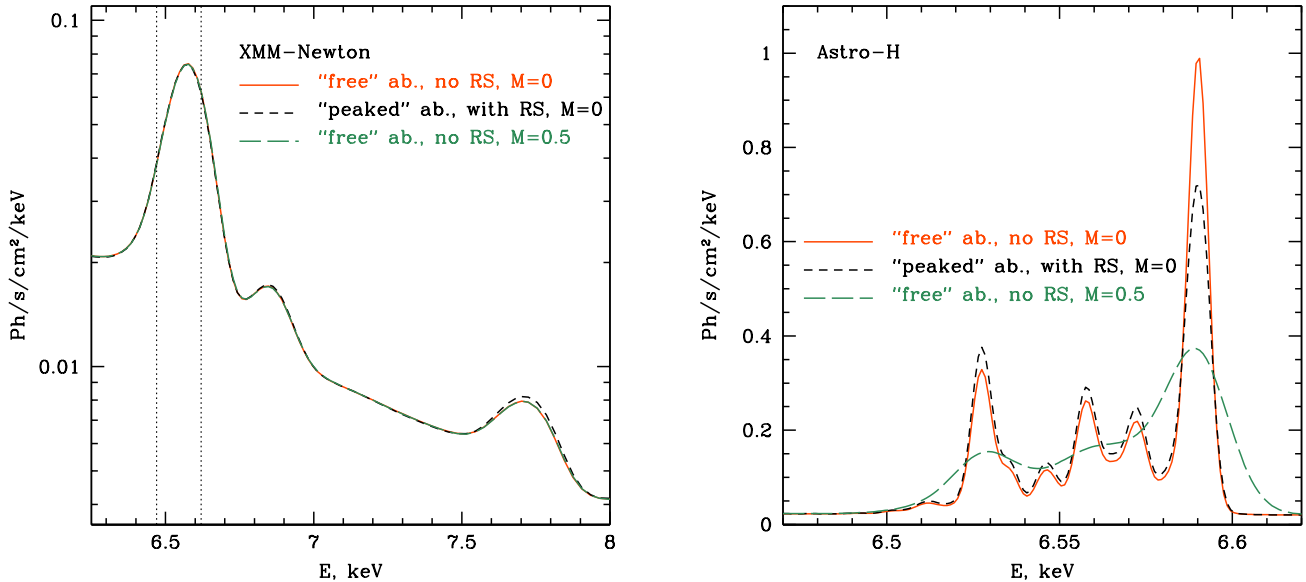 XMM−Newton
"free" ab., no RS, M=0
"peaked" ab., with RS, M=0
"free" ab., no RS, M=0.5
0.1
0.01
Ph/s/cm²/keV
6.5 7 7.5 8
E, keV
Astro−H
"free" ab., no RS, M=0
"peaked" ab., with RS, M=0
"free" ab., no RS, M=0.5
1
0.8
0.6
0.4
0.2
0
Ph/s/cm²/keV
6.5 6.55 6.6
E, keV